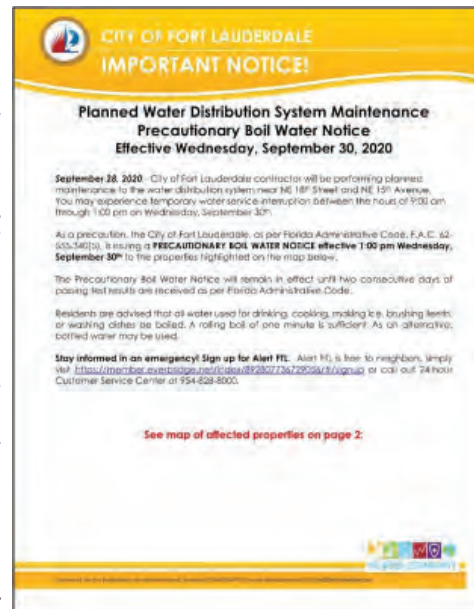 CITY OF FORT LAUDERDALE
IMPORTANT NOTICE!
Planned Water Distribution System Maintenance
Precautionary Boil Water Notice
Effective Wednesday, September 30, 2020
September 28, 2020 - City of Fort Lauderdale contractor will be performing planned
maintenance to the water distribution system near NE 18th Street and NE 15th Avenue.
You may experience temporary water service interruption between the hours of 9:00 am
through 1:00 pm on Wednesday, September 30th.
As a precaution, the City of Fort Lauderdale, as per Florida Administrative Code, F.A.C. 62-
555.340(5), is issuing a PRECAUTIONARY BOIL WATER NOTICE effective 1:00 pm Wednesday,
September 30th to the properties highlighted on the map below.
The Precautionary Boil Water Notice will remain in effect until two consecutive days of
passing test results are received as per Florida Administrative Code.
Residents are advised that all water used for drinking, cooking, making ice, brushing teeth,
or washing dishes be boiled. A rolling boil of one minute is sufficient. As an alternative,
bottled water may be used.
Stay informed in an emergency! Sign up for Alert FTL. Alert FTL is free to neighbors, simply
visit or call our 24-hour
Customer Service Center at 954-828-8000.
See map of affected properties on page 2: